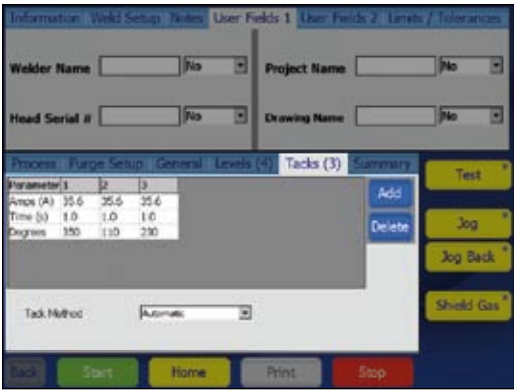 Information Weld Setup Notes User Fields 1 User Fields 2 Limits / Tolerances
Welder Name No Project Name No
Head Serial # No Drawing Name No
Process Purge Setup General Levels (4) Tacks (3) Summary
Parameter 1 2 3
Amps (A) 35.6 35.6 35.6
Time (s) 1.0 1.0 1.0
Degrees 350 110 230
Add
Delete
Tack Method Automatic
Test
Jog
Jog Back
Shield Gas
Back Start Home Print Stop